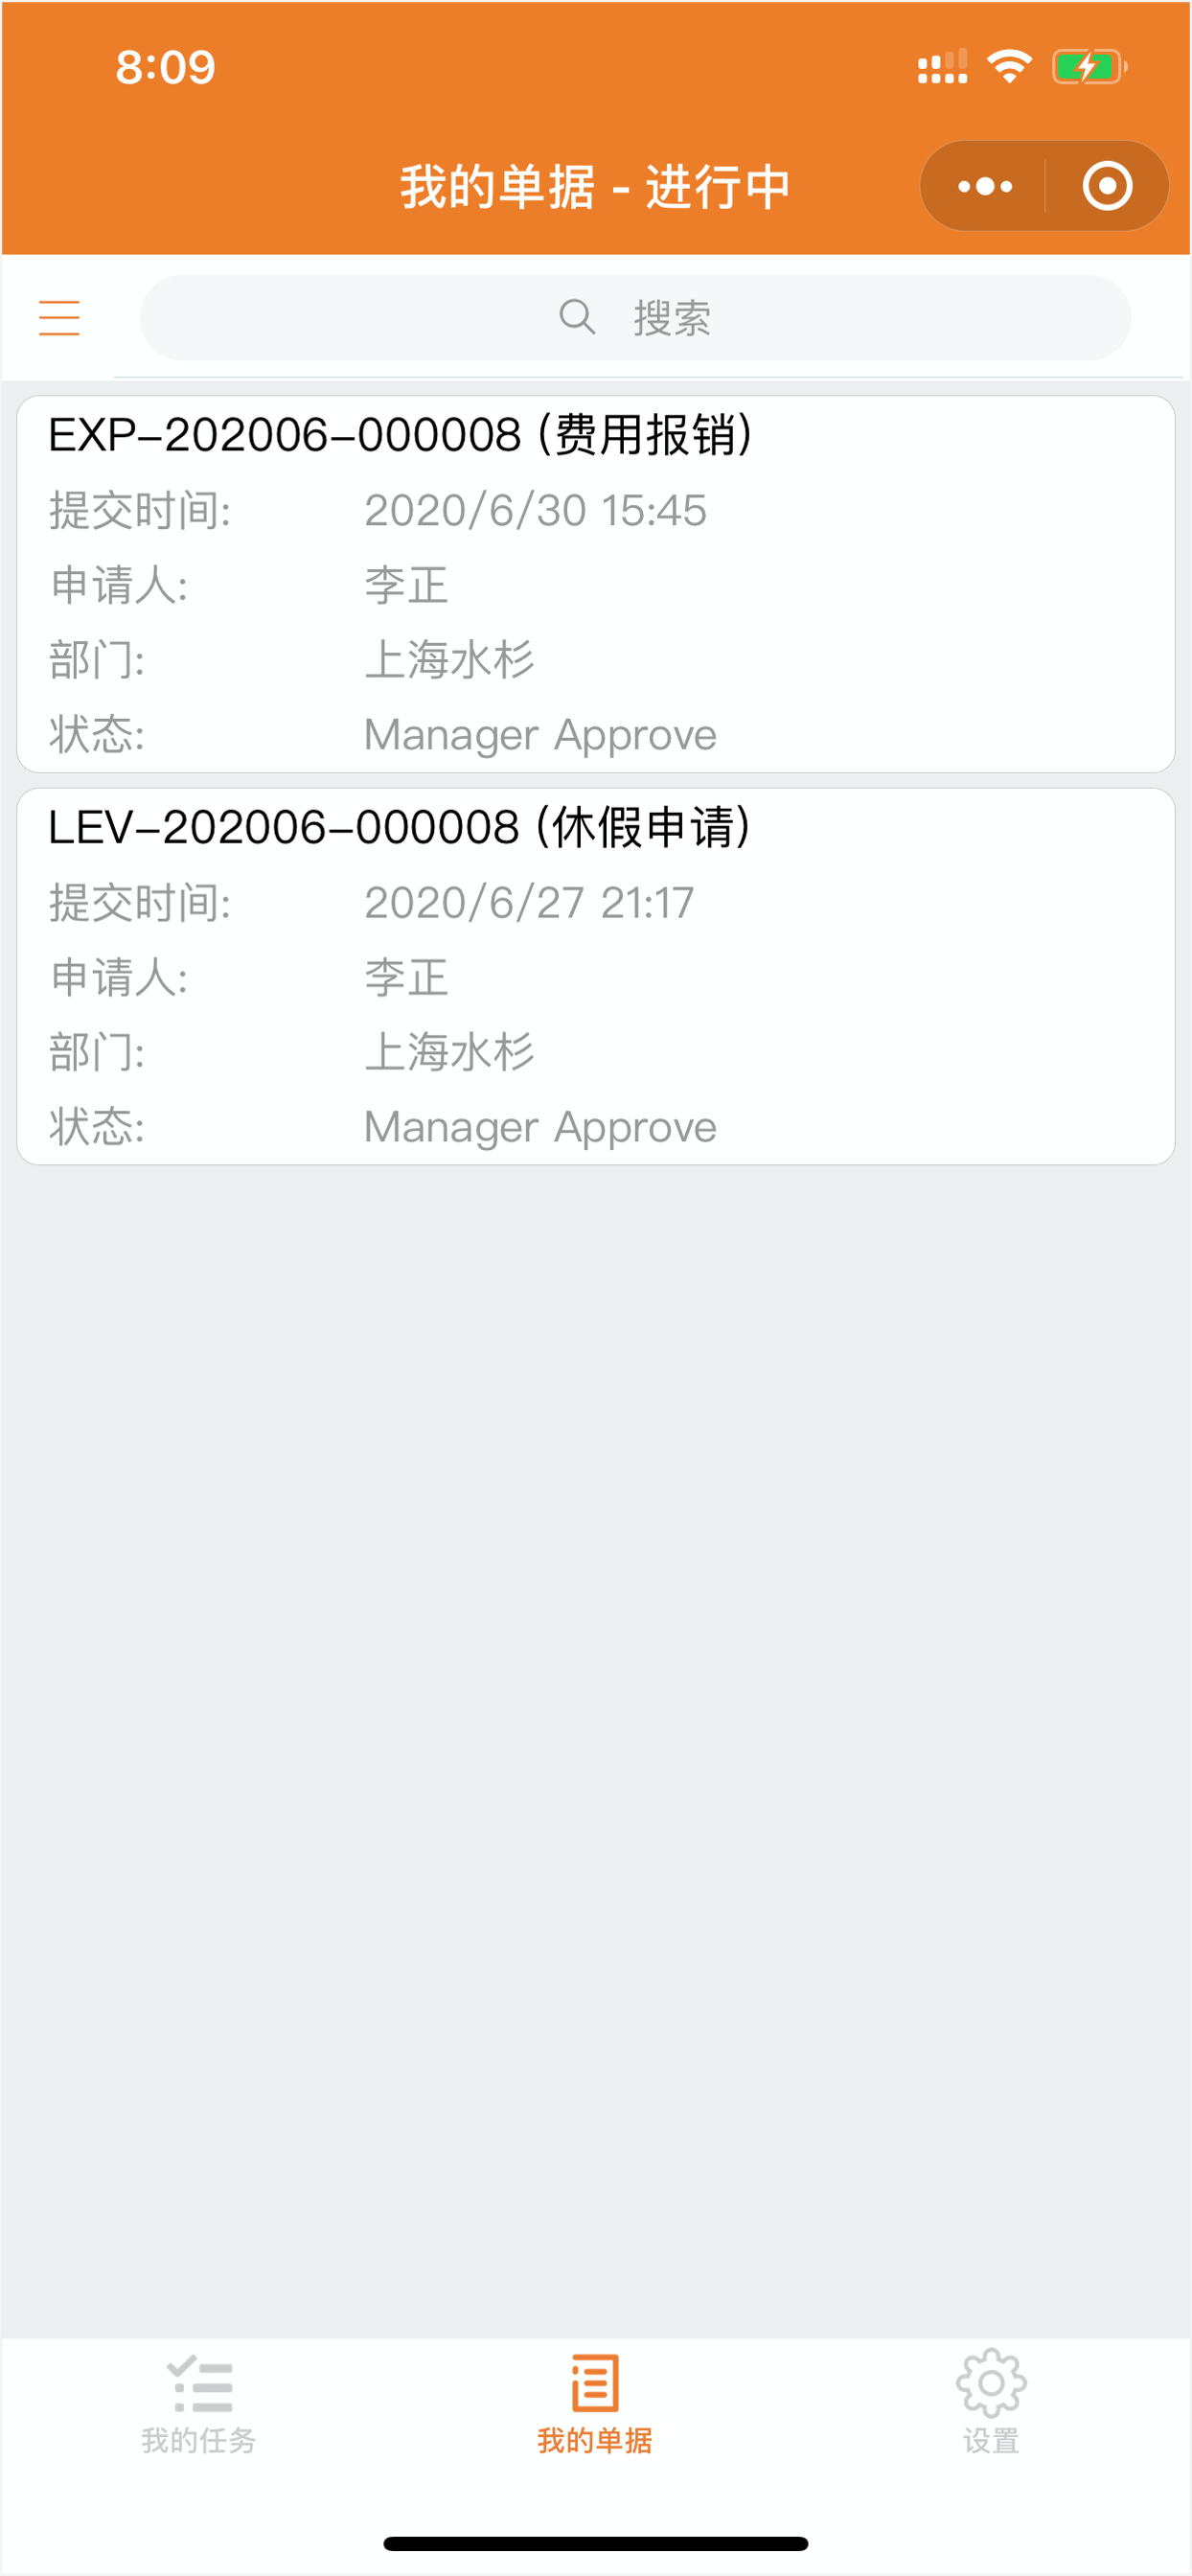 8:09
我的单据 - 进行中
搜索
EXP-202006-000008 (费用报销)
提交时间: 2020/6/30 15:45
申请人: 李正
部门: 上海水杉
状态: Manager Approve
LEV-202006-000008 (休假申请)
提交时间: 2020/6/27 21:17
申请人: 李正
部门: 上海水杉
状态: Manager Approve
我的任务 我的单据 设置